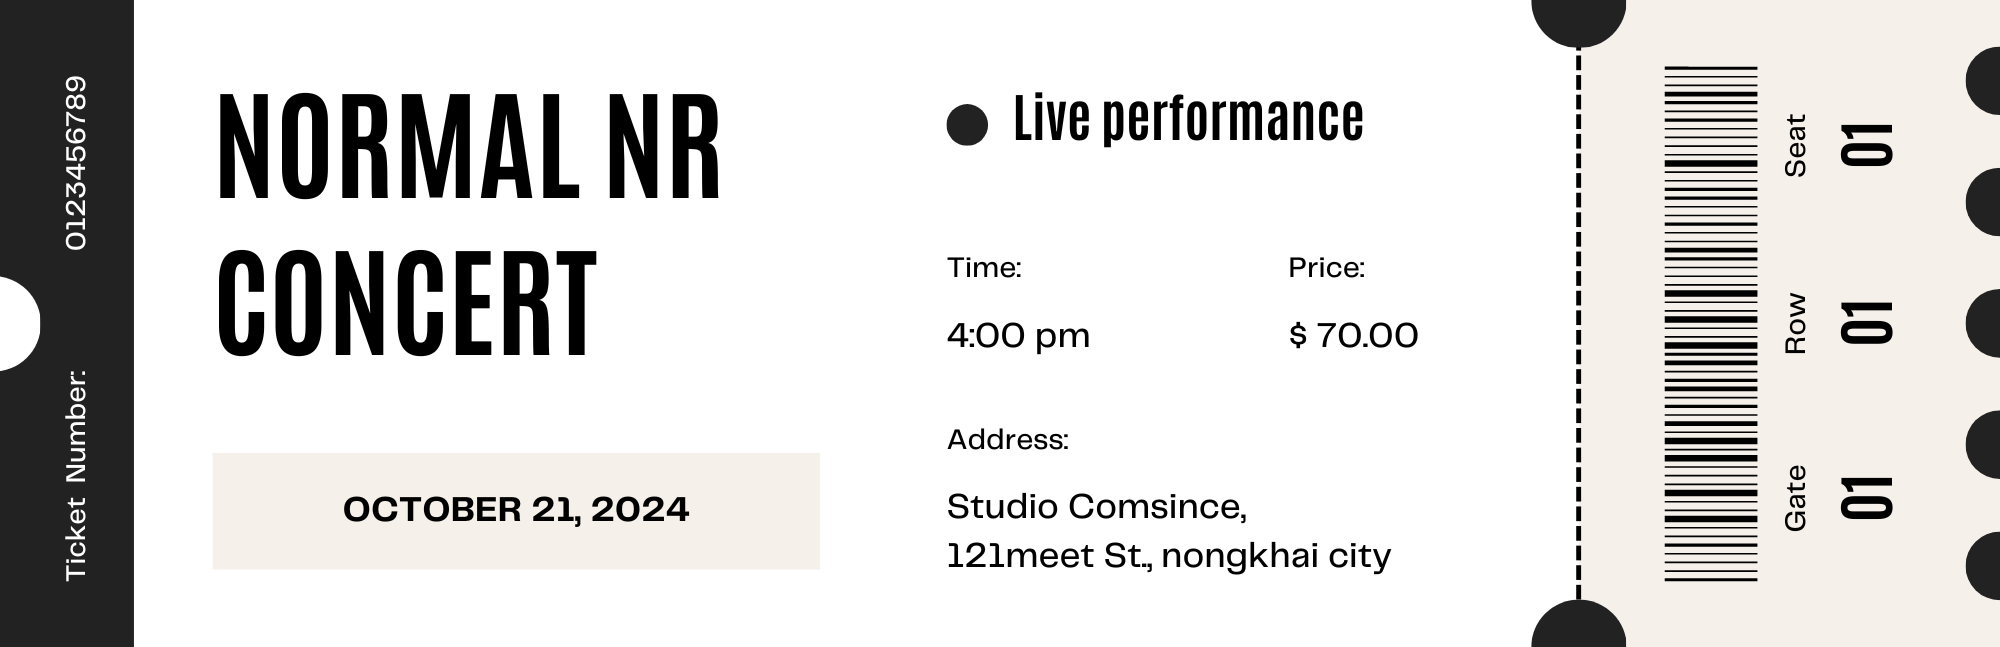 Ticket Number: 0123456789
NORMAL NR
CONCERT
OCTOBER 21, 2024
Live performance
Time:
4:00 pm
Price:
$ 70.00
Address:
Studio Comsince,
121meet St., nongkhai city
Gate 01
Row 01
Seat 01